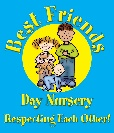 Best Friends
Day Nursery
Respecting Each Other!